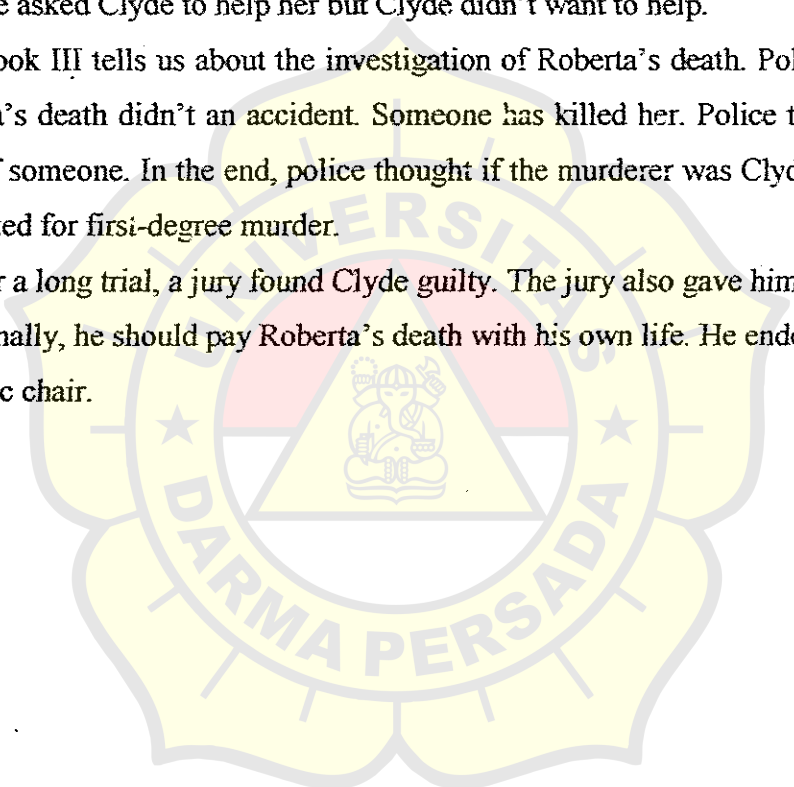 e asked Clyde to help her but Clyde didn't want to help.
ook III tells us about the investigation of Roberta's death. Pol
a's death didn't an accident. Someone has killed her. Police t
f someone. In the end, police thought if the murderer was Clyd
ted for first-degree murder.
r a long trial, a jury found Clyde guilty. The jury also gave him
nally, he should pay Roberta's death with his own life. He ende
c chair.
UNIVERSITAS
DARMA PERSADA